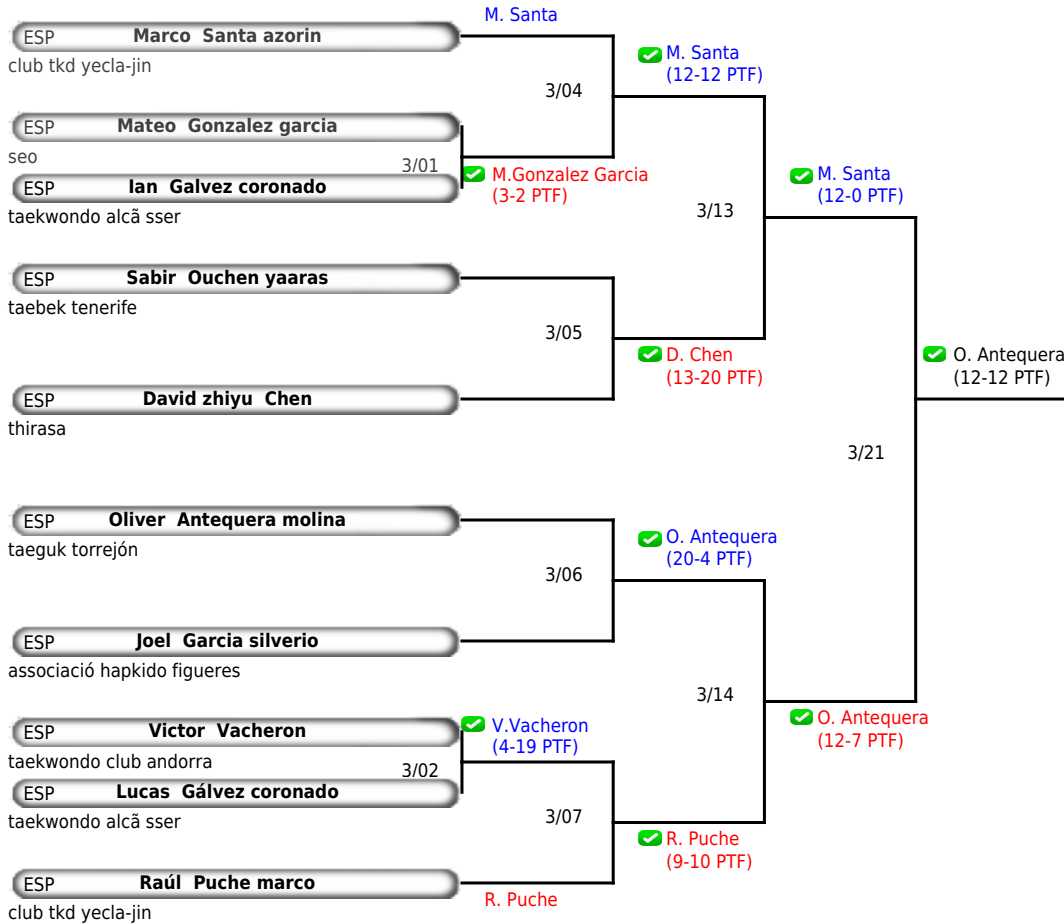 M. Santa
ESP Marco Santa azorin
club tkd yecla-jin
M. Santa
(12-12 PTF)
3/04
ESP Mateo Gonzalez garcia
seo
3/01
M.Gonzalez Garcia
(3-2 PTF)
ESP Ian Galvez coronado
taekwondo alcã sser
M. Santa
(12-0 PTF)
3/13
ESP Sabir Ouchen yaaras
taebek tenerife
3/05
D. Chen
(13-20 PTF)
O. Antequera
(12-12 PTF)
ESP David zhiyu Chen
thirasa
3/21
ESP Oliver Antequera molina
taeguk torrejón
O. Antequera
(20-4 PTF)
3/06
ESP Joel Garcia silverio
associació hapkido figueres
3/14
O. Antequera
(12-7 PTF)
ESP Victor Vacheron
taekwondo club andorra
V.Vacheron
(4-19 PTF)
3/02
ESP Lucas Gálvez coronado
taekwondo alcã sser
3/07
R. Puche
(9-10 PTF)
ESP Raúl Puche marco
club tkd yecla-jin
R. Puche